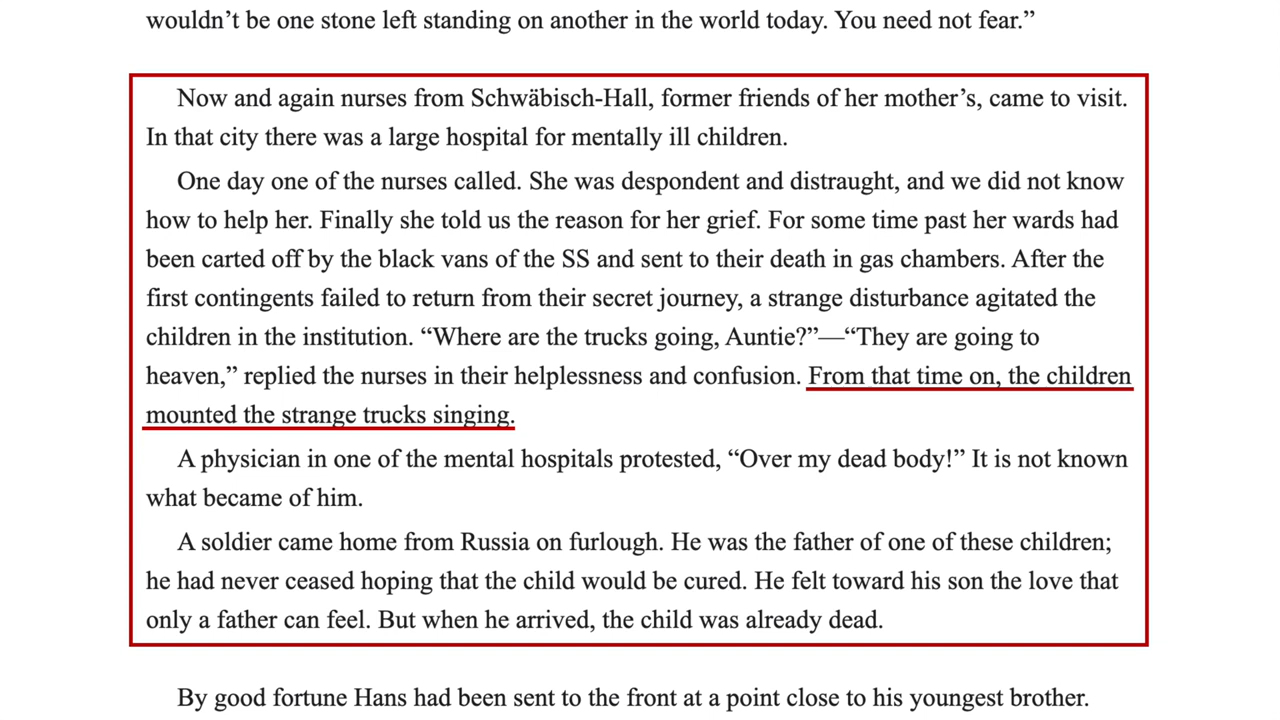 wouldn’t be one stone left standing on another in the world today. You need not fear.”
Now and again nurses from Schwäbisch-Hall, former friends of her mother’s, came to visit.
In that city there was a large hospital for mentally ill children.
One day one of the nurses called. She was despondent and distraught, and we did not know
how to help her. Finally she told us the reason for her grief. For some time past her wards had
been carted off by the black vans of the SS and sent to their death in gas chambers. After the
first contingents failed to return from their secret journey, a strange disturbance agitated the
children in the institution. “Where are the trucks going, Auntie?”—“They are going to
heaven,” replied the nurses in their helplessness and confusion. From that time on, the children
mounted the strange trucks singing.
A physician in one of the mental hospitals protested, “Over my dead body!” It is not known
what became of him.
A soldier came home from Russia on furlough. He was the father of one of these children;
he had never ceased hoping that the child would be cured. He felt toward his son the love that
only a father can feel. But when he arrived, the child was already dead.
By good fortune Hans had been sent to the front at a point close to his youngest brother.